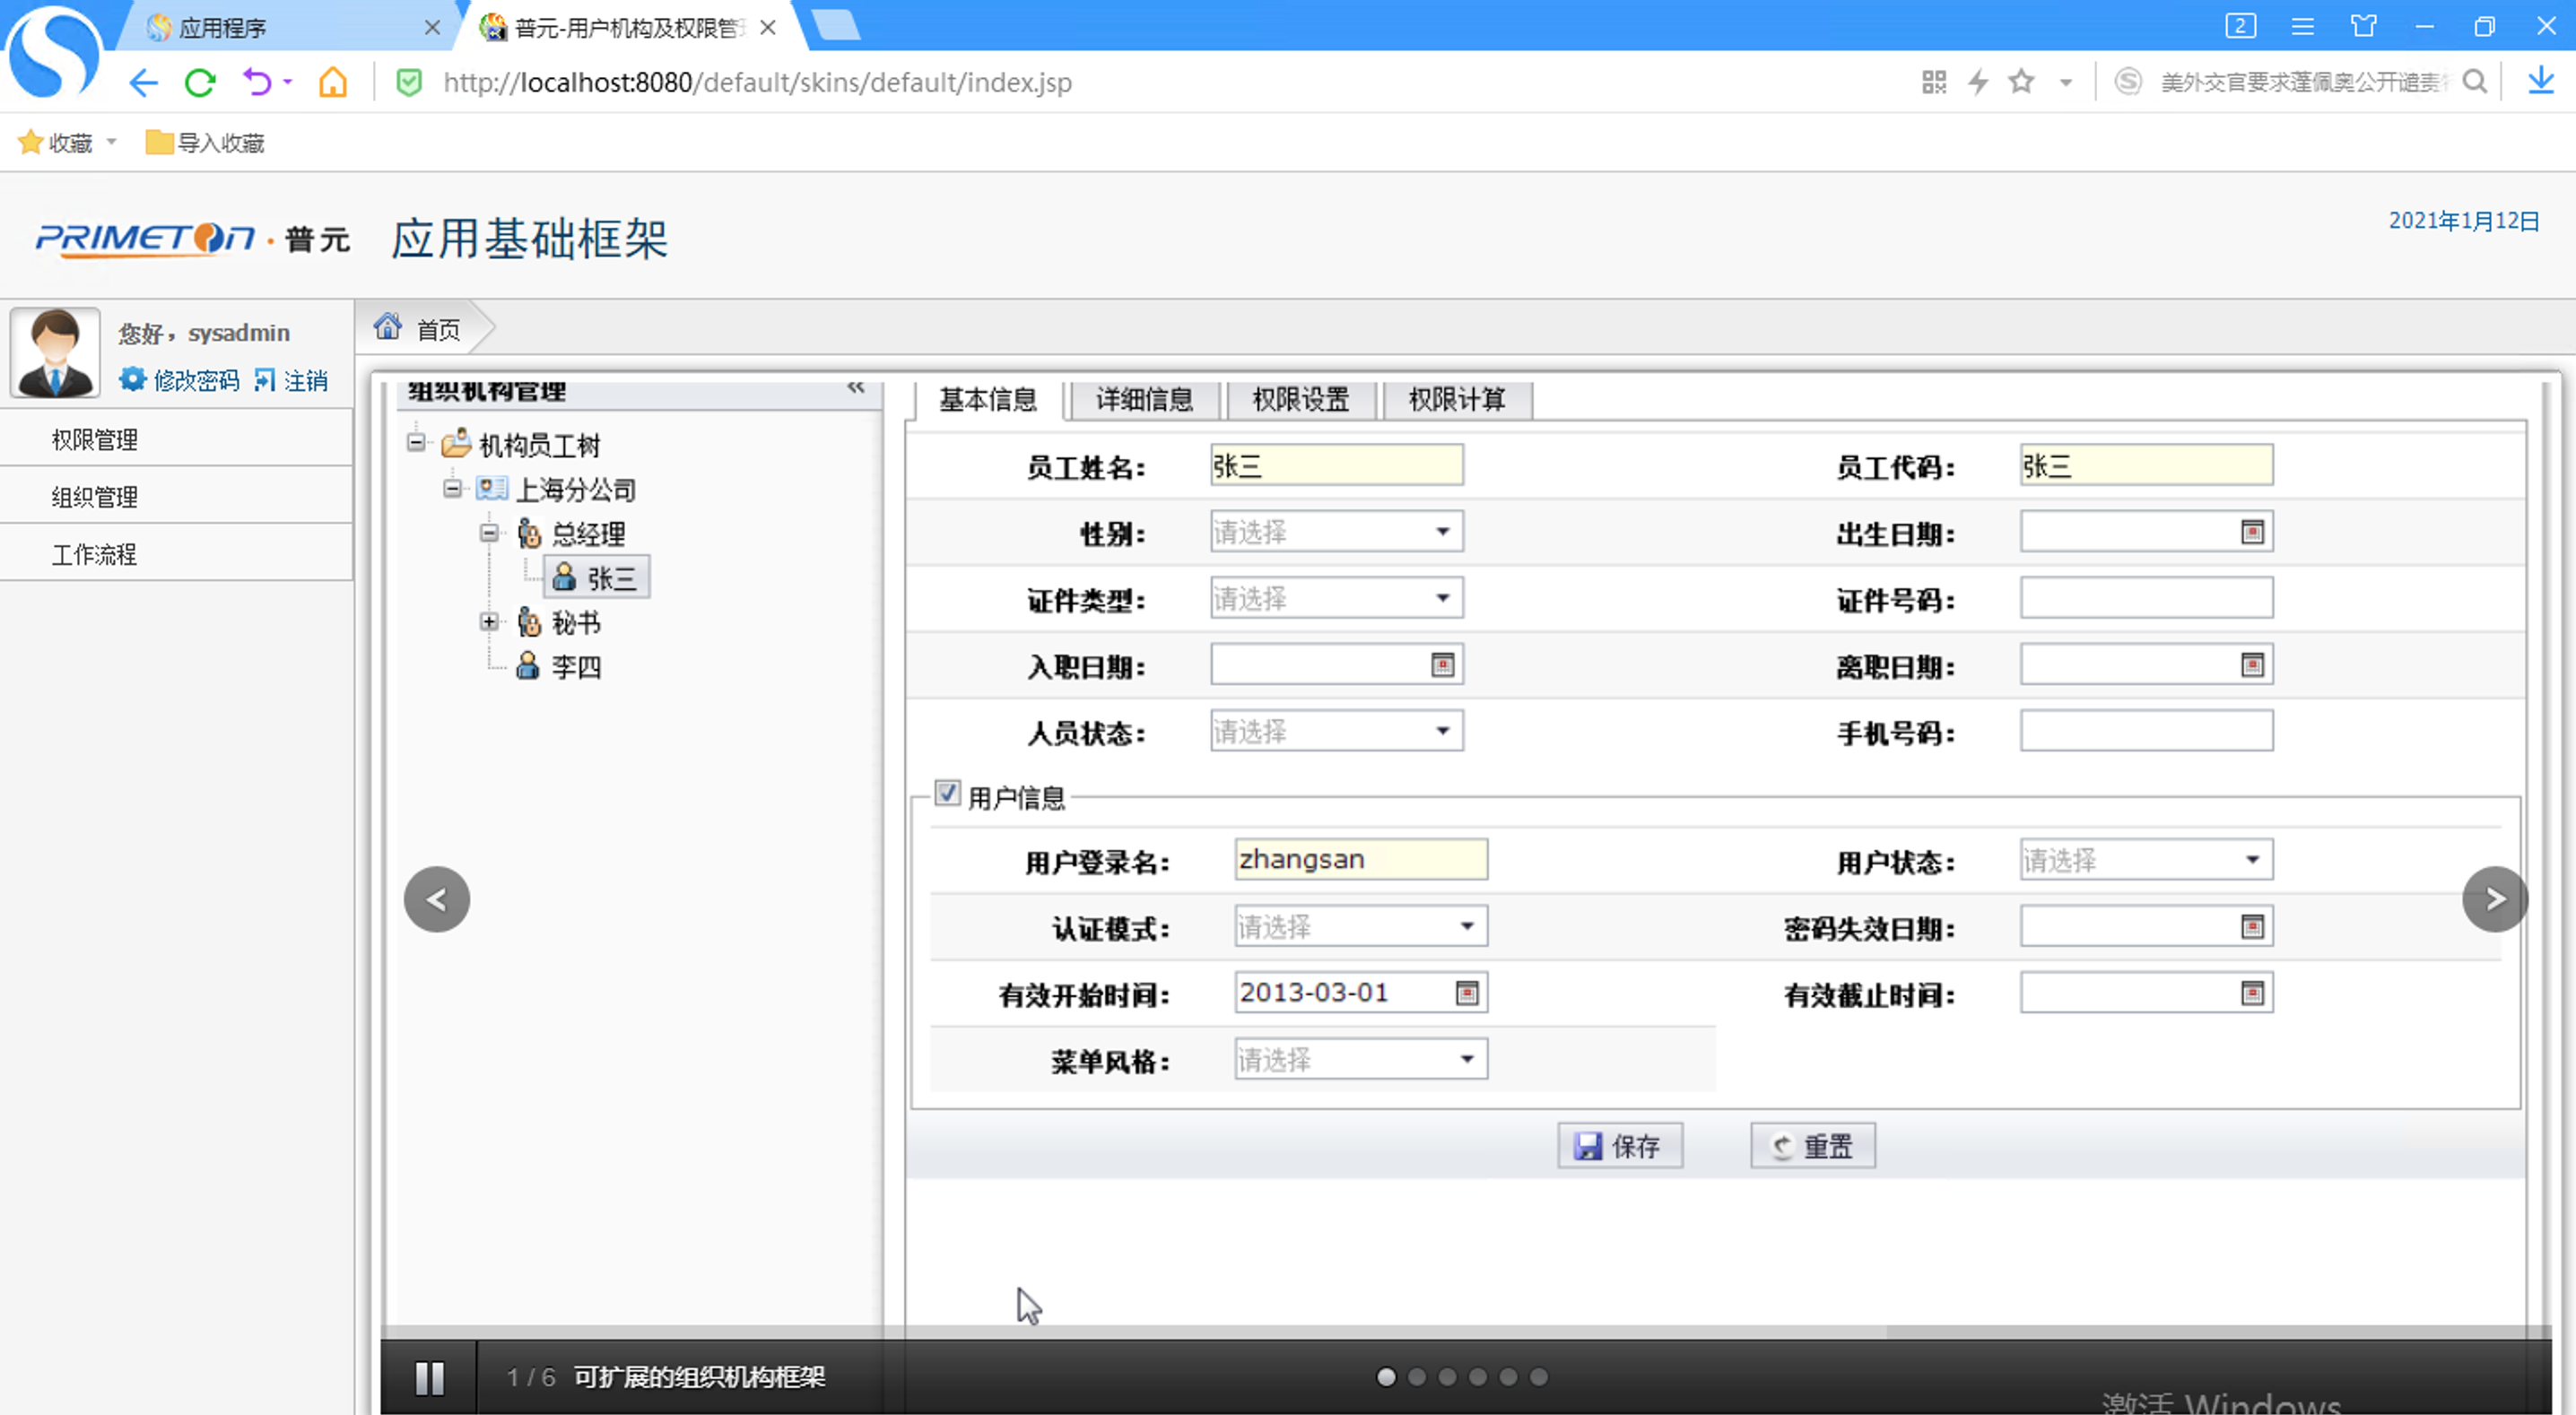 应用程序
普元-用户机构及权限管
2
http://localhost:8080/default/skins/default/index.jsp
美外交官要求蓬佩奥公开谴责
收藏
导入收藏
PRIMETON·普元
应用基础框架
2021年1月12日
您好，sysadmin
修改密码 注销
首页
权限管理
组织管理
工作流程
组织机构管理
机构员工树
上海分公司
总经理
张三
秘书
李四
基本信息 详细信息 权限设置 权限计算
员工姓名： 张三 员工代码： 张三
性别： 请选择 出生日期：
证件类型： 请选择 证件号码：
入职日期： 离职日期：
人员状态： 请选择 手机号码：
用户信息
用户登录名： zhangsan 用户状态： 请选择
认证模式： 请选择 密码失效日期：
有效开始时间： 2013-03-01 有效截止时间：
菜单风格： 请选择
保存 重置
1 / 6 可扩展的组织机构框架
激活 Windows